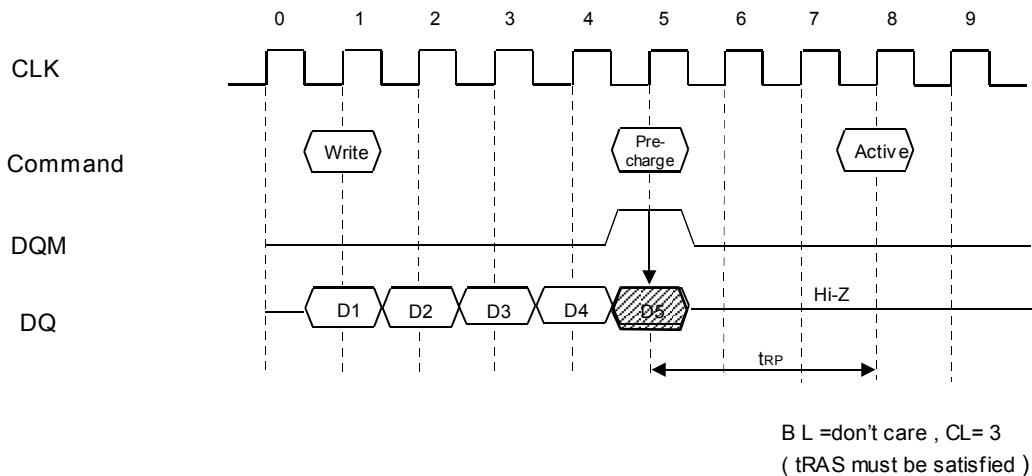 0 1 2 3 4 5 6 7 8 9
CLK
Command
Write
Pre-
charge
Active
DQM
DQ
D1 D2 D3 D4 D5
Hi-Z
tRP
B L =don't care , CL= 3
( tRAS must be satisfied )